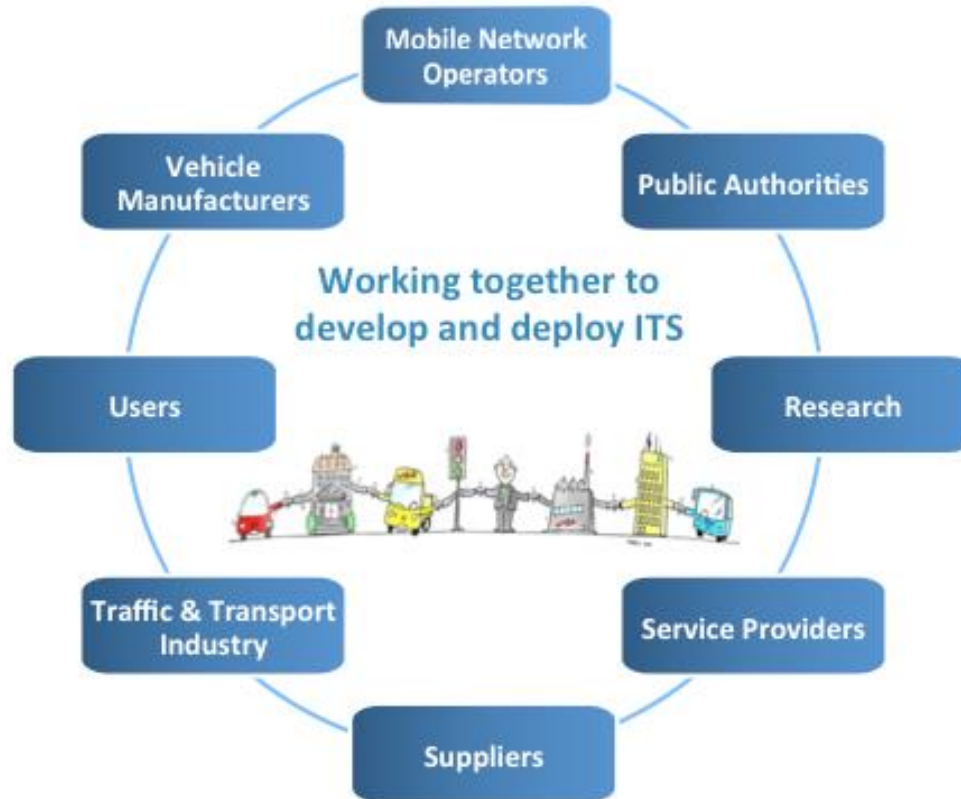 Mobile Network
Operators
Vehicle
Manufacturers
Public Authorities
Working together to
develop and deploy ITS
Users
Research
Traffic & Transport
Industry
Service Providers
Suppliers